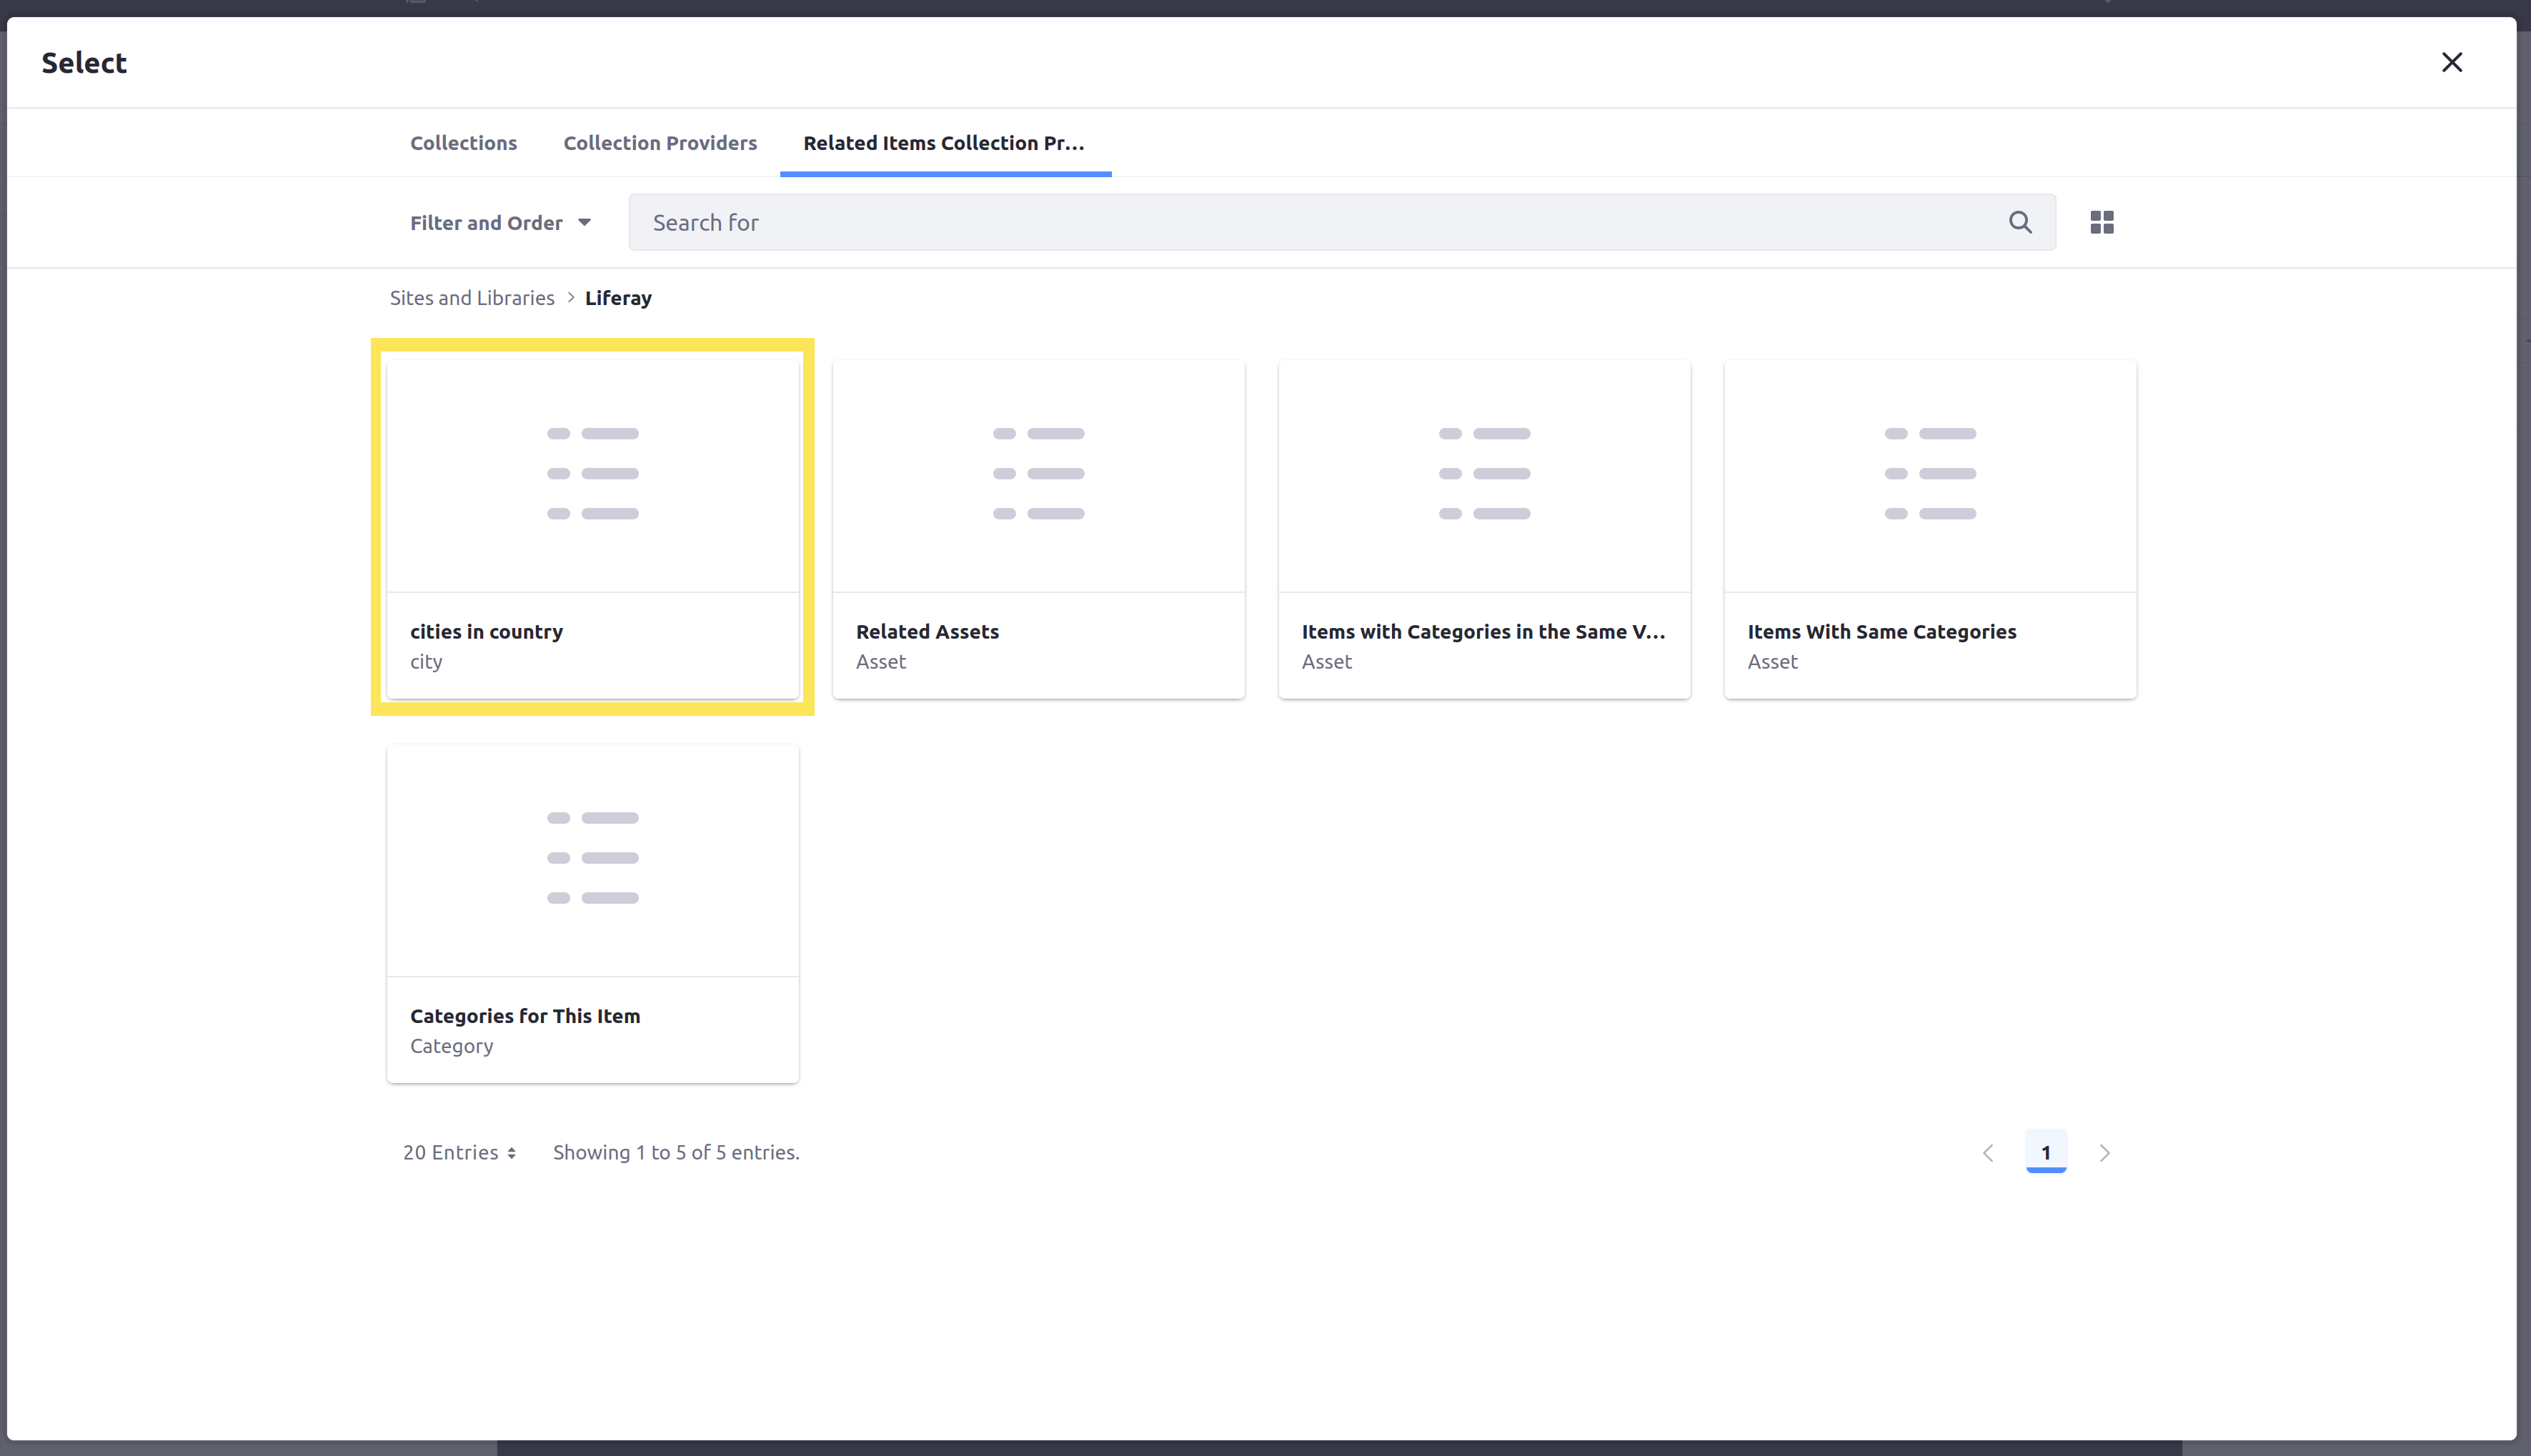 Select
Collections Collection Providers Related Items Collection Pr...
Filter and Order Search for
Sites and Libraries > Liferay
cities in country
city
Related Assets
Asset
Items with Categories in the Same V...
Asset
Items With Same Categories
Asset
Categories for This Item
Category
20 Entries Showing 1 to 5 of 5 entries. 1